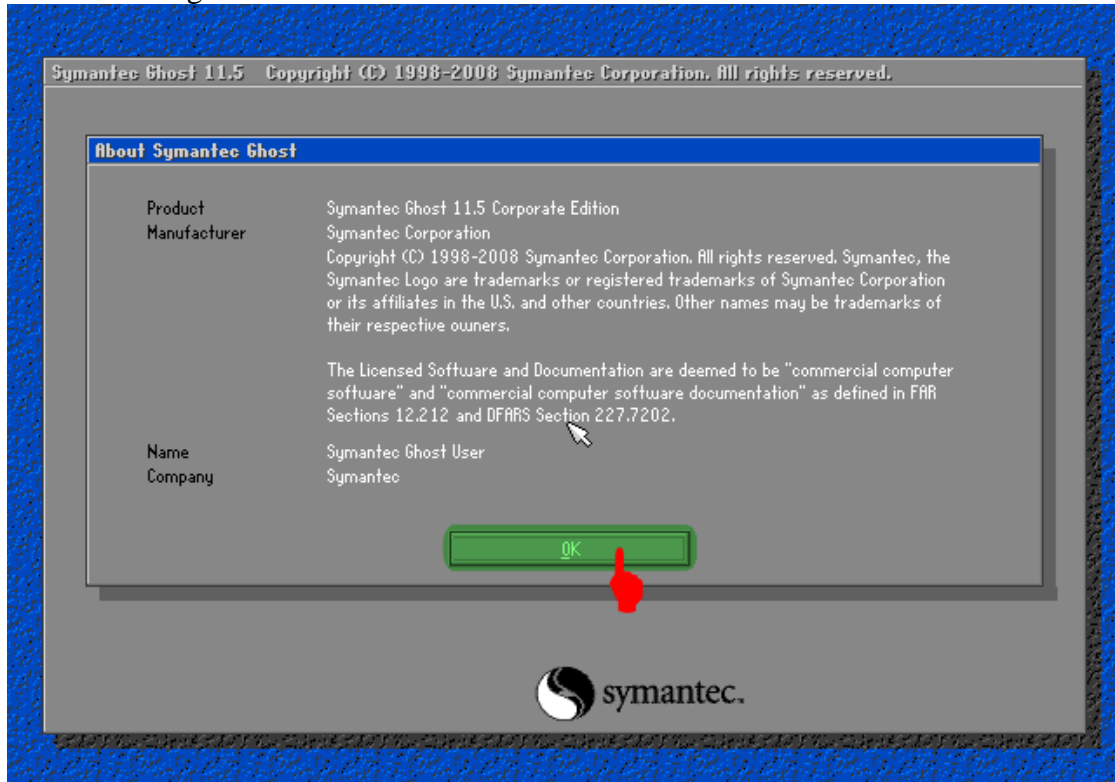 Symantec Ghost 11.5   Copyright (C) 1998-2008 Symantec Corporation. All rights reserved.
About Symantec Ghost
Product   Symantec Ghost 11.5 Corporate Edition
Manufacturer   Symantec Corporation
Copyright (C) 1998-2008 Symantec Corporation. All rights reserved. Symantec, the
Symantec Logo are trademarks or registered trademarks of Symantec Corporation
or its affiliates in the U.S. and other countries. Other names may be trademarks of
their respective owners.
The Licensed Software and Documentation are deemed to be "commercial computer
software" and "commercial computer software documentation" as defined in FAR
Sections 12.212 and DFARS Section 227.7202.
Name   Symantec Ghost User
Company   Symantec
OK
symantec.